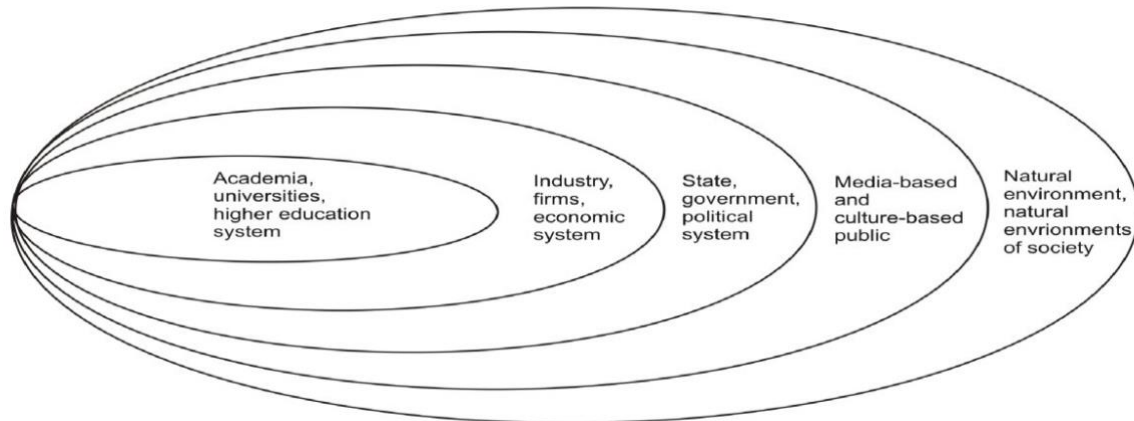 Academia,
universities,
higher education
system
Industry,
firms,
economic
system
State,
government,
political
system
Media-based
and
culture-based
public
Natural
environment,
natural
envrionments
of society